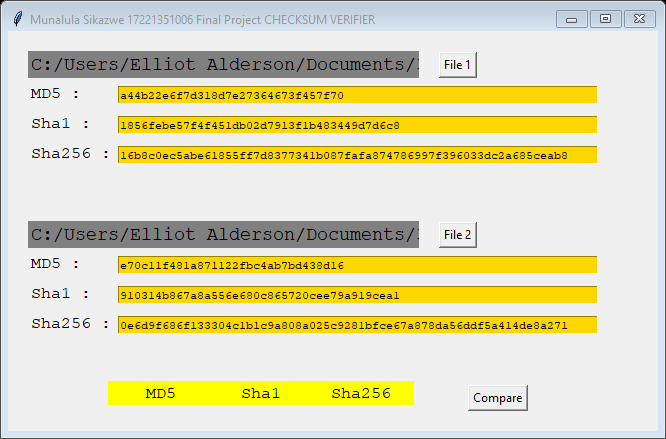 Munalula Sikazwe 17221351006 Final Project CHECKSUM VERIFIER
C:/Users/Elliot Alderson/Documents/ File 1
MD5 : a44b22e6f7d318d7e27364673f457f70
Sha1 : 1856febe57f4f451db02d7913f1b483449d7d6c8
Sha256 : 16b8c0ec5abe61855ff7d8377341b087fafa874786997f396033dc2a685ceab8
C:/Users/Elliot Alderson/Documents/ File 2
MD5 : e70c11f481a871122fbc4ab7bd438d16
Sha1 : 910314b867a8a556e680c865720cee79a919cea1
Sha256 : 0e6d9f686f133304c1b1c9a808a025c9281bfce67a878da56ddf5a414de8a271
MD5 Sha1 Sha256 Compare